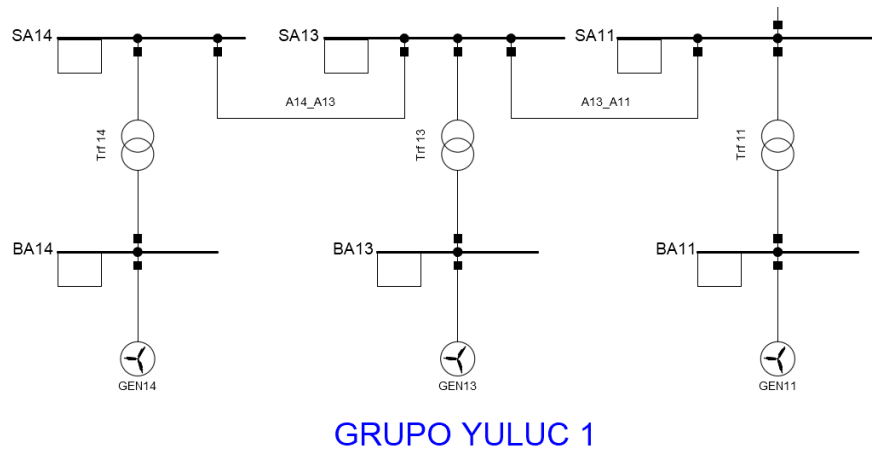 SA14 SA13 SA11
A14_A13 A13_A11
Trf 14 Trf 13 Trf 11
BA14 BA13 BA11
GEN14 GEN13 GEN11
GRUPO YULUC 1